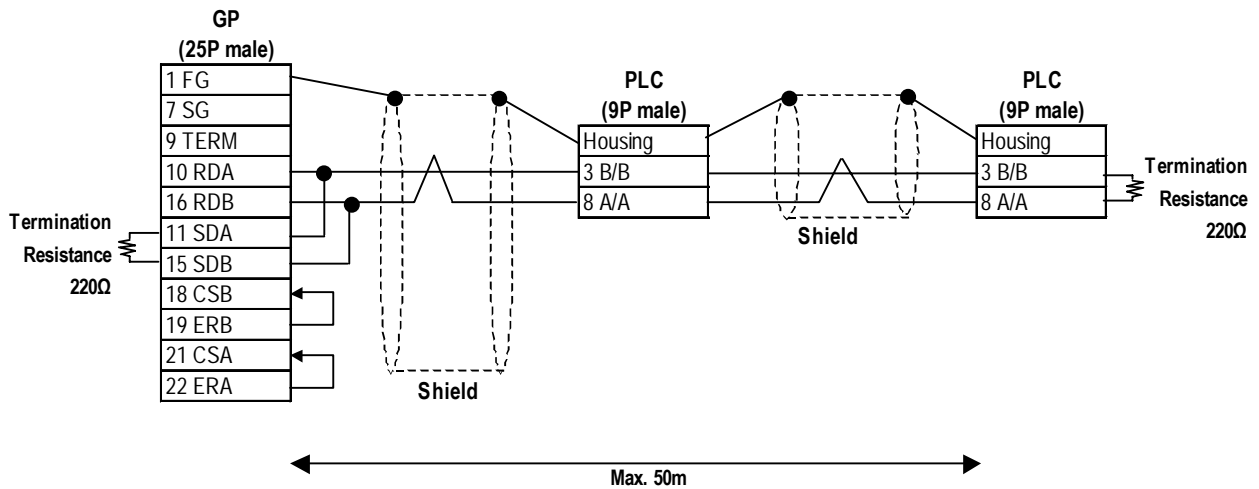 GP
(25P male)
1 FG
7 SG
9 TERM
10 RDA
16 RDB
11 SDA
15 SDB
18 CSB
19 ERB
21 CSA
22 ERA
Termination
Resistance
220Ω
Shield
PLC
(9P male)
Housing
3 B/B
8 A/A
Shield
PLC
(9P male)
Housing
3 B/B
8 A/A
Termination
Resistance
220Ω
Max. 50m